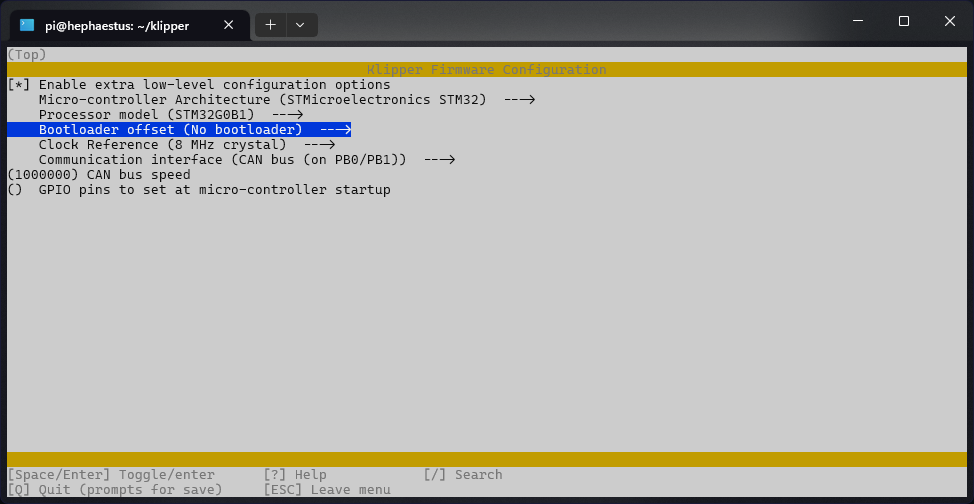 pi@hephaestus: ~/klipper
(Top)
Klipper Firmware Configuration
[*] Enable extra low-level configuration options
Micro-controller Architecture (STMicroelectronics STM32)  --->
Processor model (STM32G0B1)  --->
Bootloader offset (No bootloader)  --->
Clock Reference (8 MHz crystal)  --->
Communication interface (CAN bus (on PB0/PB1))  --->
(1000000) CAN bus speed
()  GPIO pins to set at micro-controller startup
[Space/Enter] Toggle/enter      [?] Help            [/] Search
[Q] Quit (prompts for save)     [ESC] Leave menu